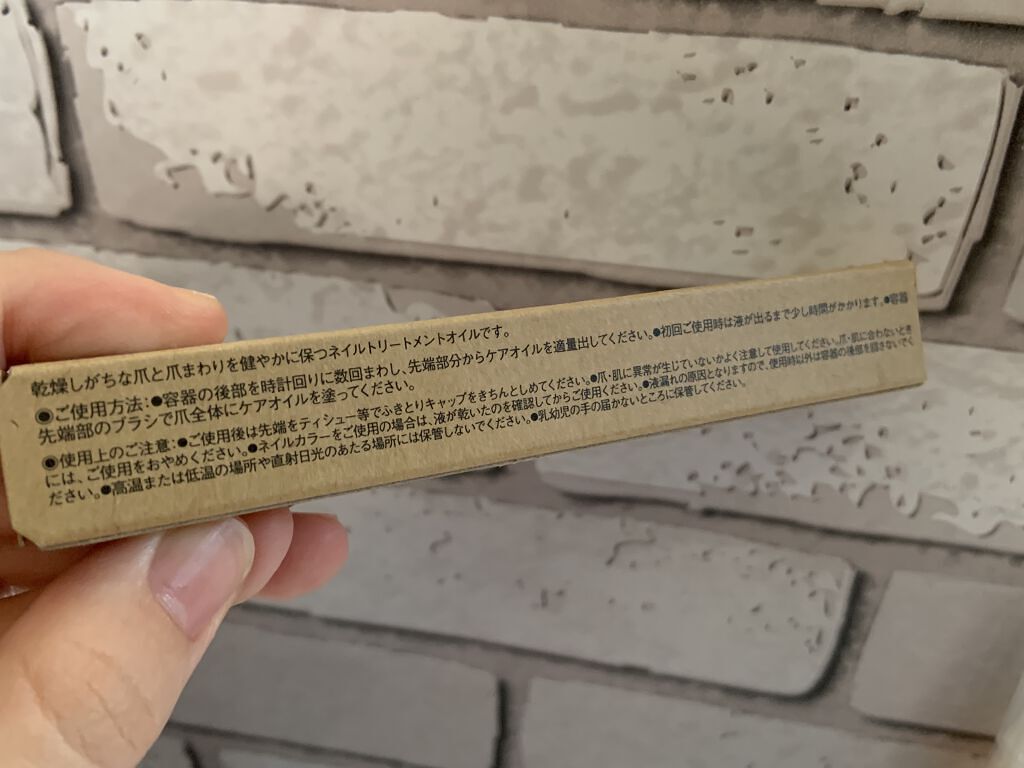 乾燥しがちな爪と爪まわりを健やかに保つネイルトリートメントオイルです。
◉ご使用方法：●容器の後部を時計回りに数回まわし、先端部分からケアオイルを適量出してください。●初回ご使用時は液が出るまで少し時間がかかります。●容器
先端部のブラシで爪全体にケアオイルを塗ってください。
◉使用上のご注意：●ご使用後は先端をティシュー等でふきとりキャップをきちんとしめてください。●爪・肌に異常が生じていないかよく注意して使用してください。爪・肌に合わないとき
には、ご使用をおやめください。●ネイルカラーをご使用の場合は、液が乾いたのを確認してからご使用ください。●液漏れの原因となりますので、使用時以外は容器の後部を回さないでく
ださい。●高温または低温の場所や直射日光のあたる場所には保管しないでください。●乳幼児の手の届かないところに保管してください。